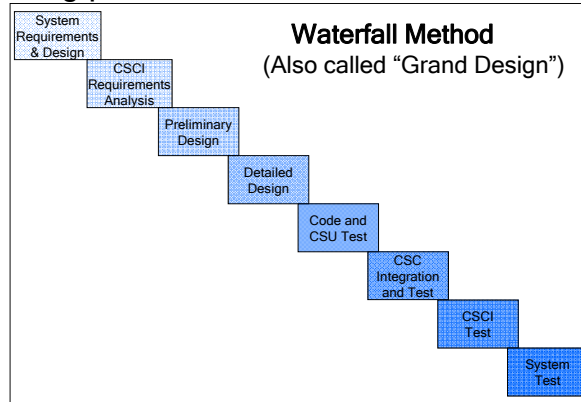 Waterfall Method
(Also called “Grand Design”)
System
Requirements
& Design
CSCI
Requirements
Analysis
Preliminary
Design
Detailed
Design
Code and
CSU Test
CSC
Integration
and Test
CSCI
Test
System
Test